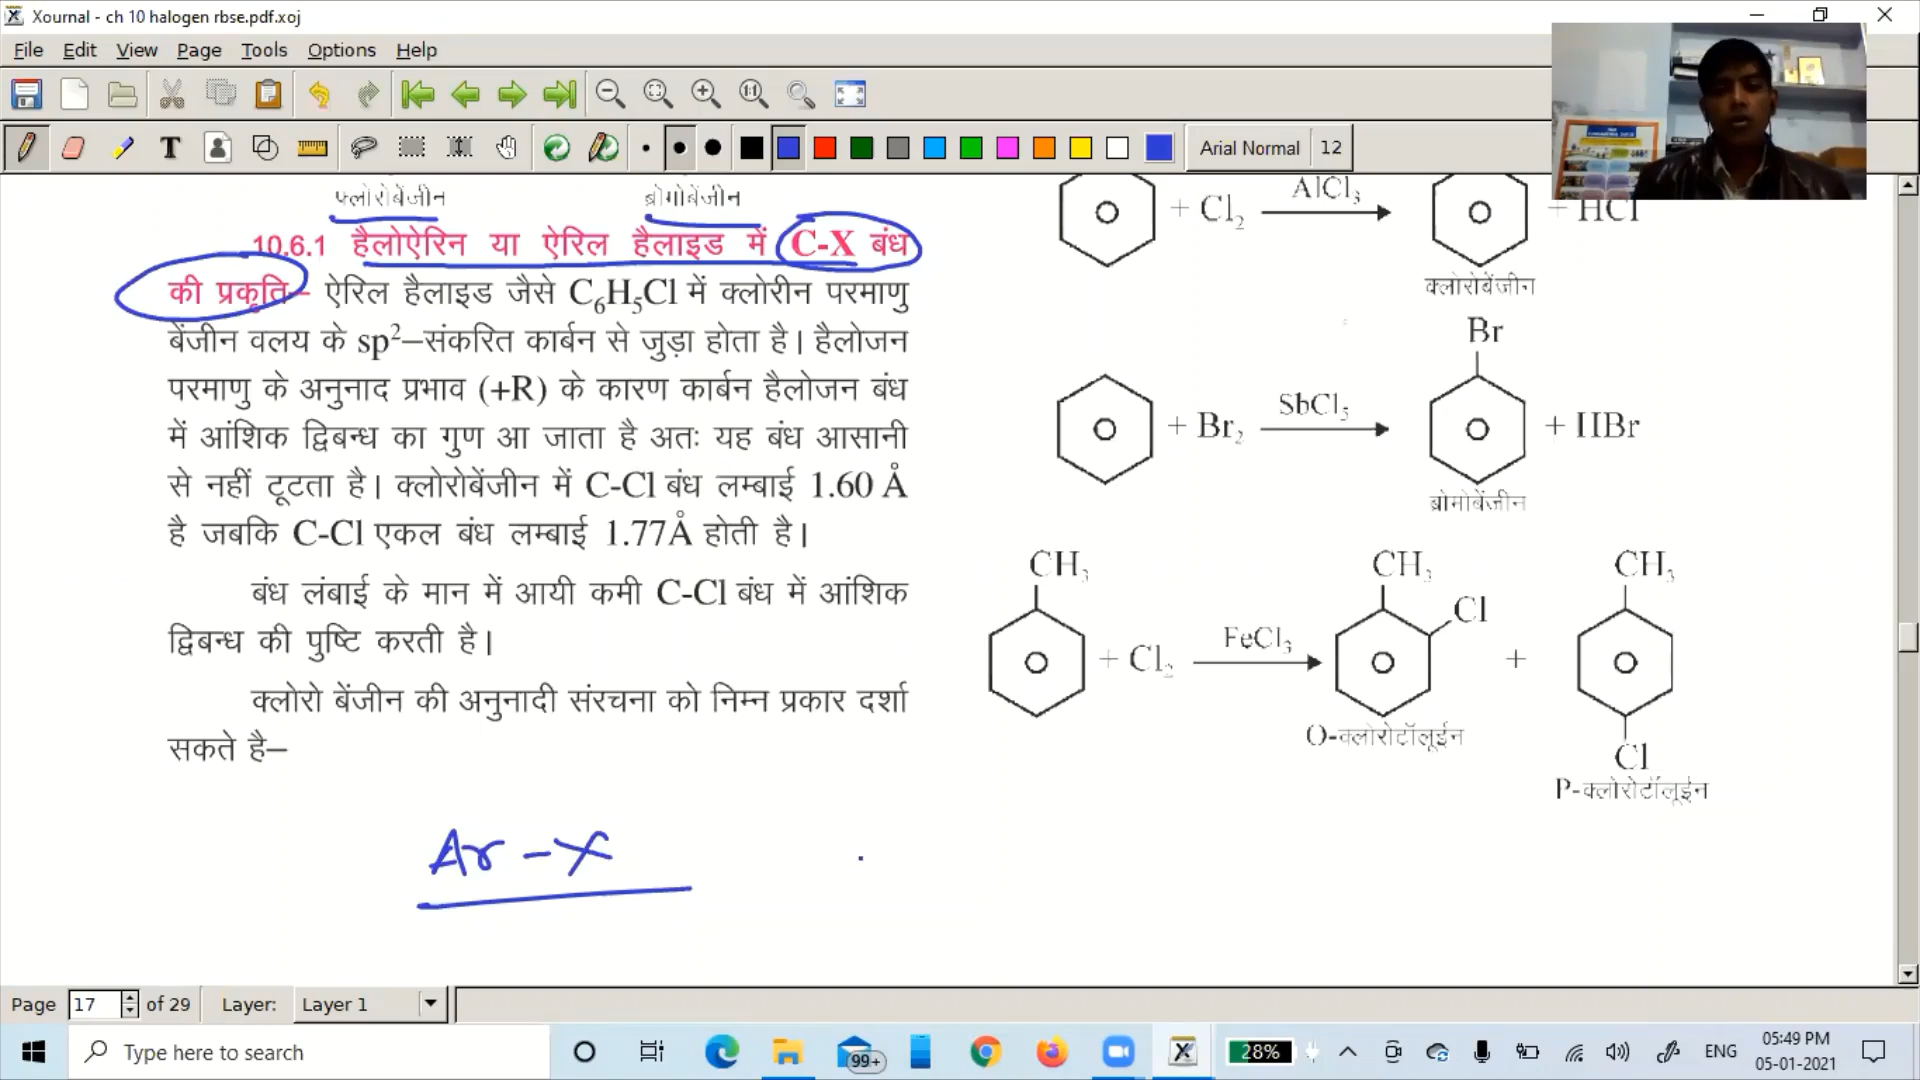 Xournal - ch 10 halogen rbse.pdf.xoj
File Edit View Page Tools Options Help
Arial Normal 12
क्लोरोबेंजीन ब्रोमोबेंजीन
10.6.1 हैलोऐरिन या ऐरिल हैलाइड में C-X बंध
की प्रकृति– ऐरिल हैलाइड जैसे C₆H₅Cl में क्लोरीन परमाणु
बेंजीन वलय के sp²–संकरित कार्बन से जुड़ा होता है। हैलोजन
परमाणु के अनुनाद प्रभाव (+R) के कारण कार्बन हैलोजन बंध
में आंशिक द्विबन्ध का गुण आ जाता है अतः यह बंध आसानी
से नहीं टूटता है। क्लोरोबेंजीन में C-Cl बंध लम्बाई 1.60 Å
है जबकि C-Cl एकल बंध लम्बाई 1.77Å होती है।
बंध लंबाई के मान में आयी कमी C-Cl बंध में आंशिक
द्विबन्ध की पुष्टि करती है।
क्लोरो बेंजीन की अनुनादी संरचना को निम्न प्रकार दर्शा
सकते है–
Ar – X
+ Cl₂ AlCl₃ + HCl
क्लोरोबेंजीन
Br
+ Br₂ SbCl₅ + HBr
ब्रोमोबेंजीन
CH₃ CH₃ CH₃
Cl
+ Cl₂ FeCl₃ +
O-क्लोरोटॉलूईन
Cl
P-क्लोरोटॉलूईन
Page 17 of 29 Layer: Layer 1
Type here to search
99+
28%
ENG
05:49 PM
05-01-2021